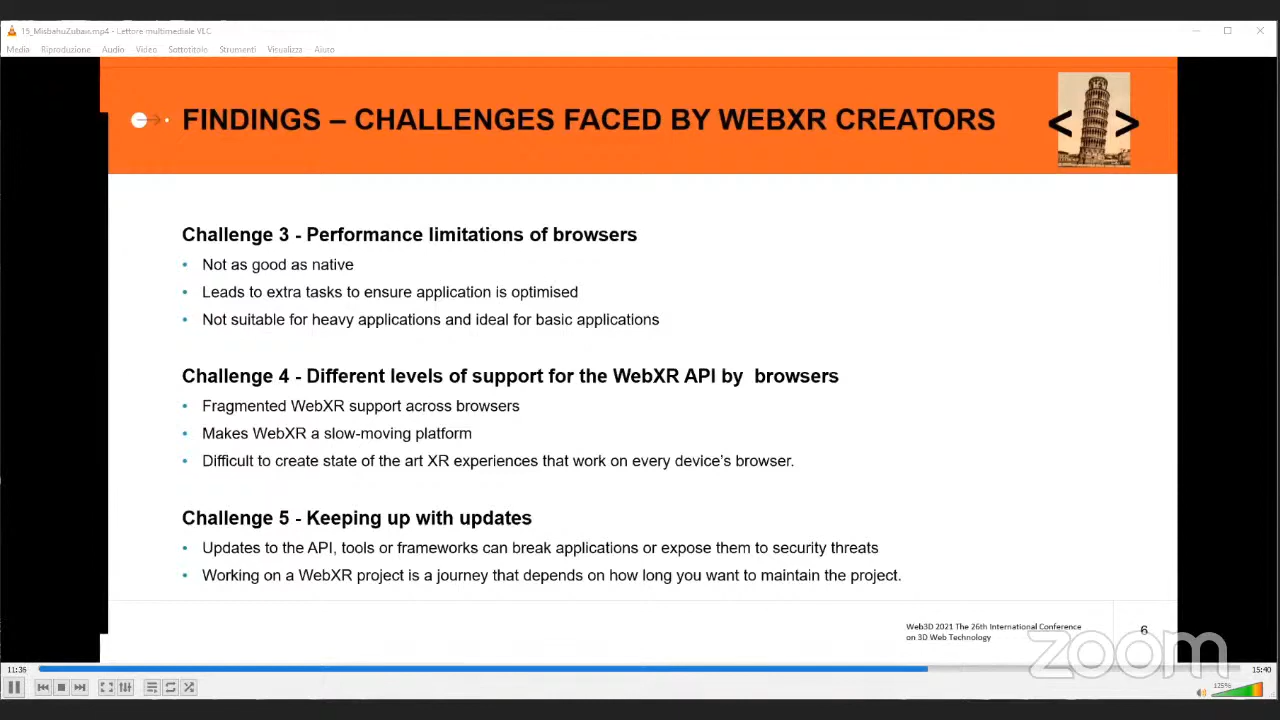 15_MisbahuZubair.mp4 - Lettore multimediale VLC
Media Riproduzione Audio Video Sottotitolo Strumenti Visualizza Aiuto
FINDINGS – CHALLENGES FACED BY WEBXR CREATORS
< >
Challenge 3 - Performance limitations of browsers
• Not as good as native
• Leads to extra tasks to ensure application is optimised
• Not suitable for heavy applications and ideal for basic applications
Challenge 4 - Different levels of support for the WebXR API by  browsers
• Fragmented WebXR support across browsers
• Makes WebXR a slow-moving platform
• Difficult to create state of the art XR experiences that work on every device’s browser.
Challenge 5 - Keeping up with updates
• Updates to the API, tools or frameworks can break applications or expose them to security threats
• Working on a WebXR project is a journey that depends on how long you want to maintain the project.
Web3D 2021 The 26th International Conference
on 3D Web Technology
6
zoom
11:36
15:40
125%